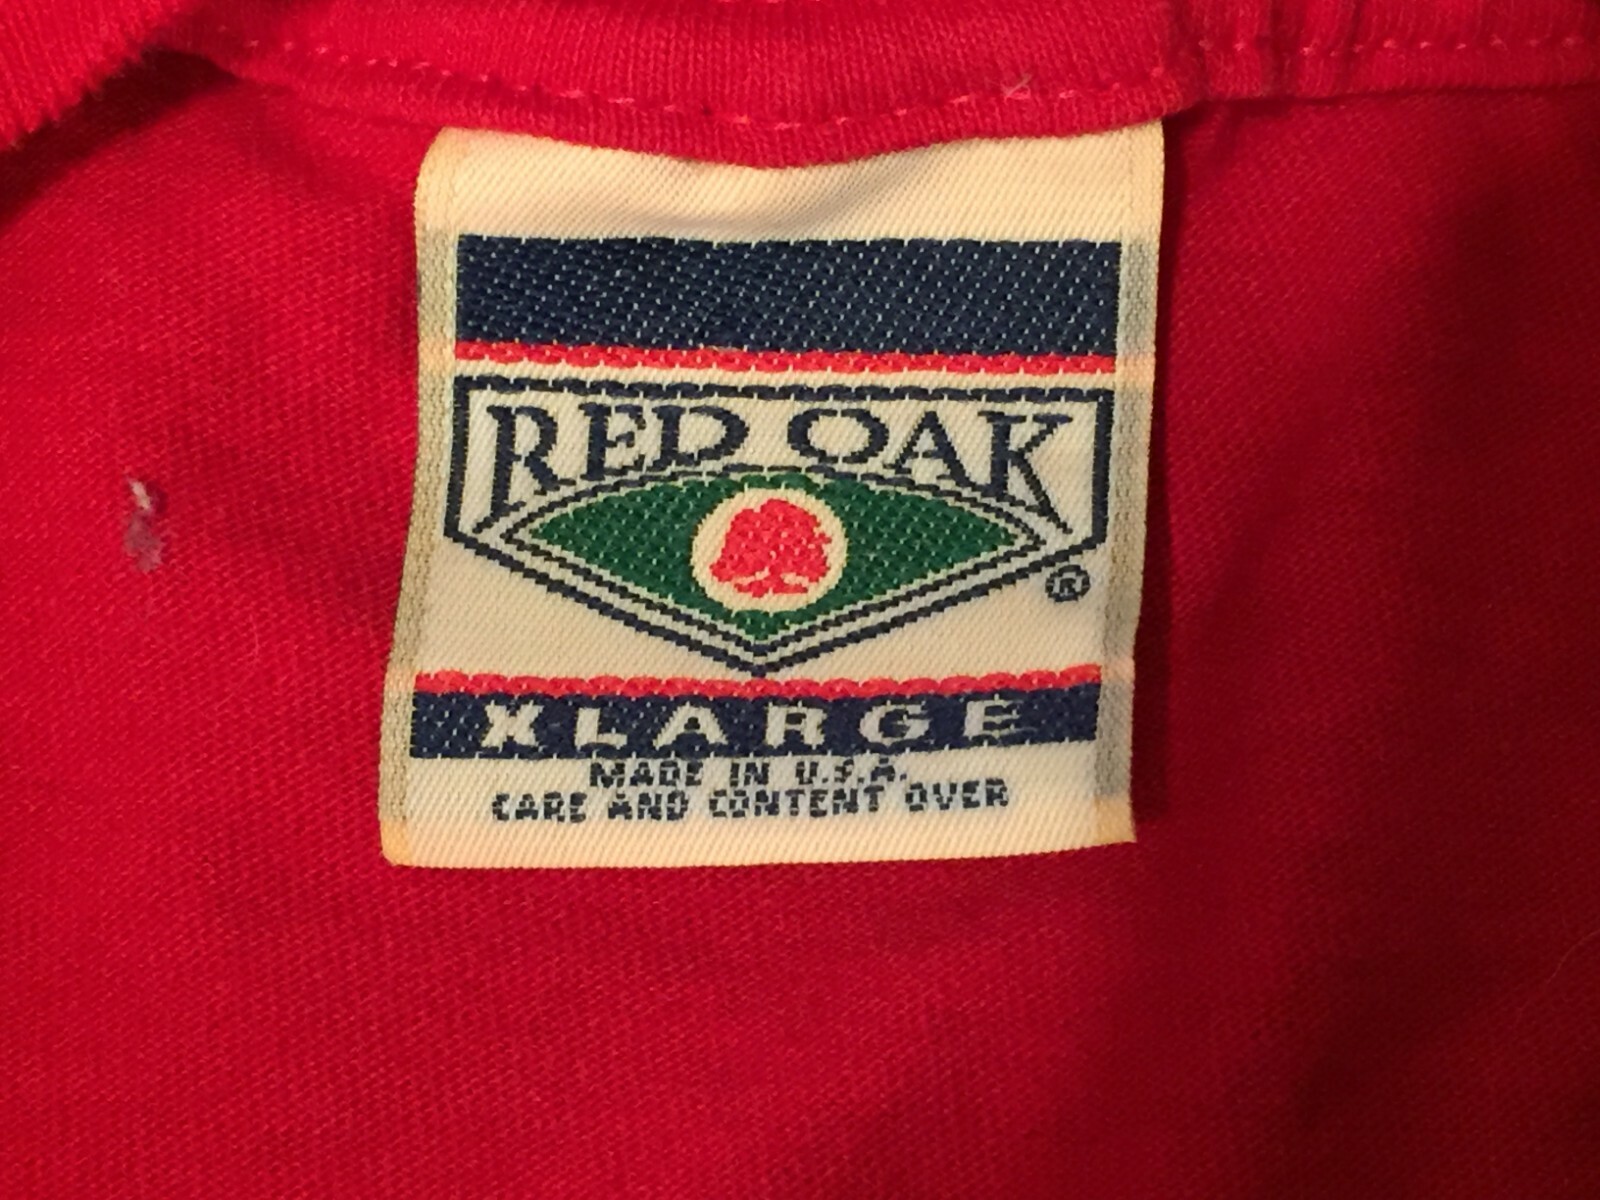 RED OAK
®
XLARGE
MADE IN U.S.A.
CARE AND CONTENT OVER